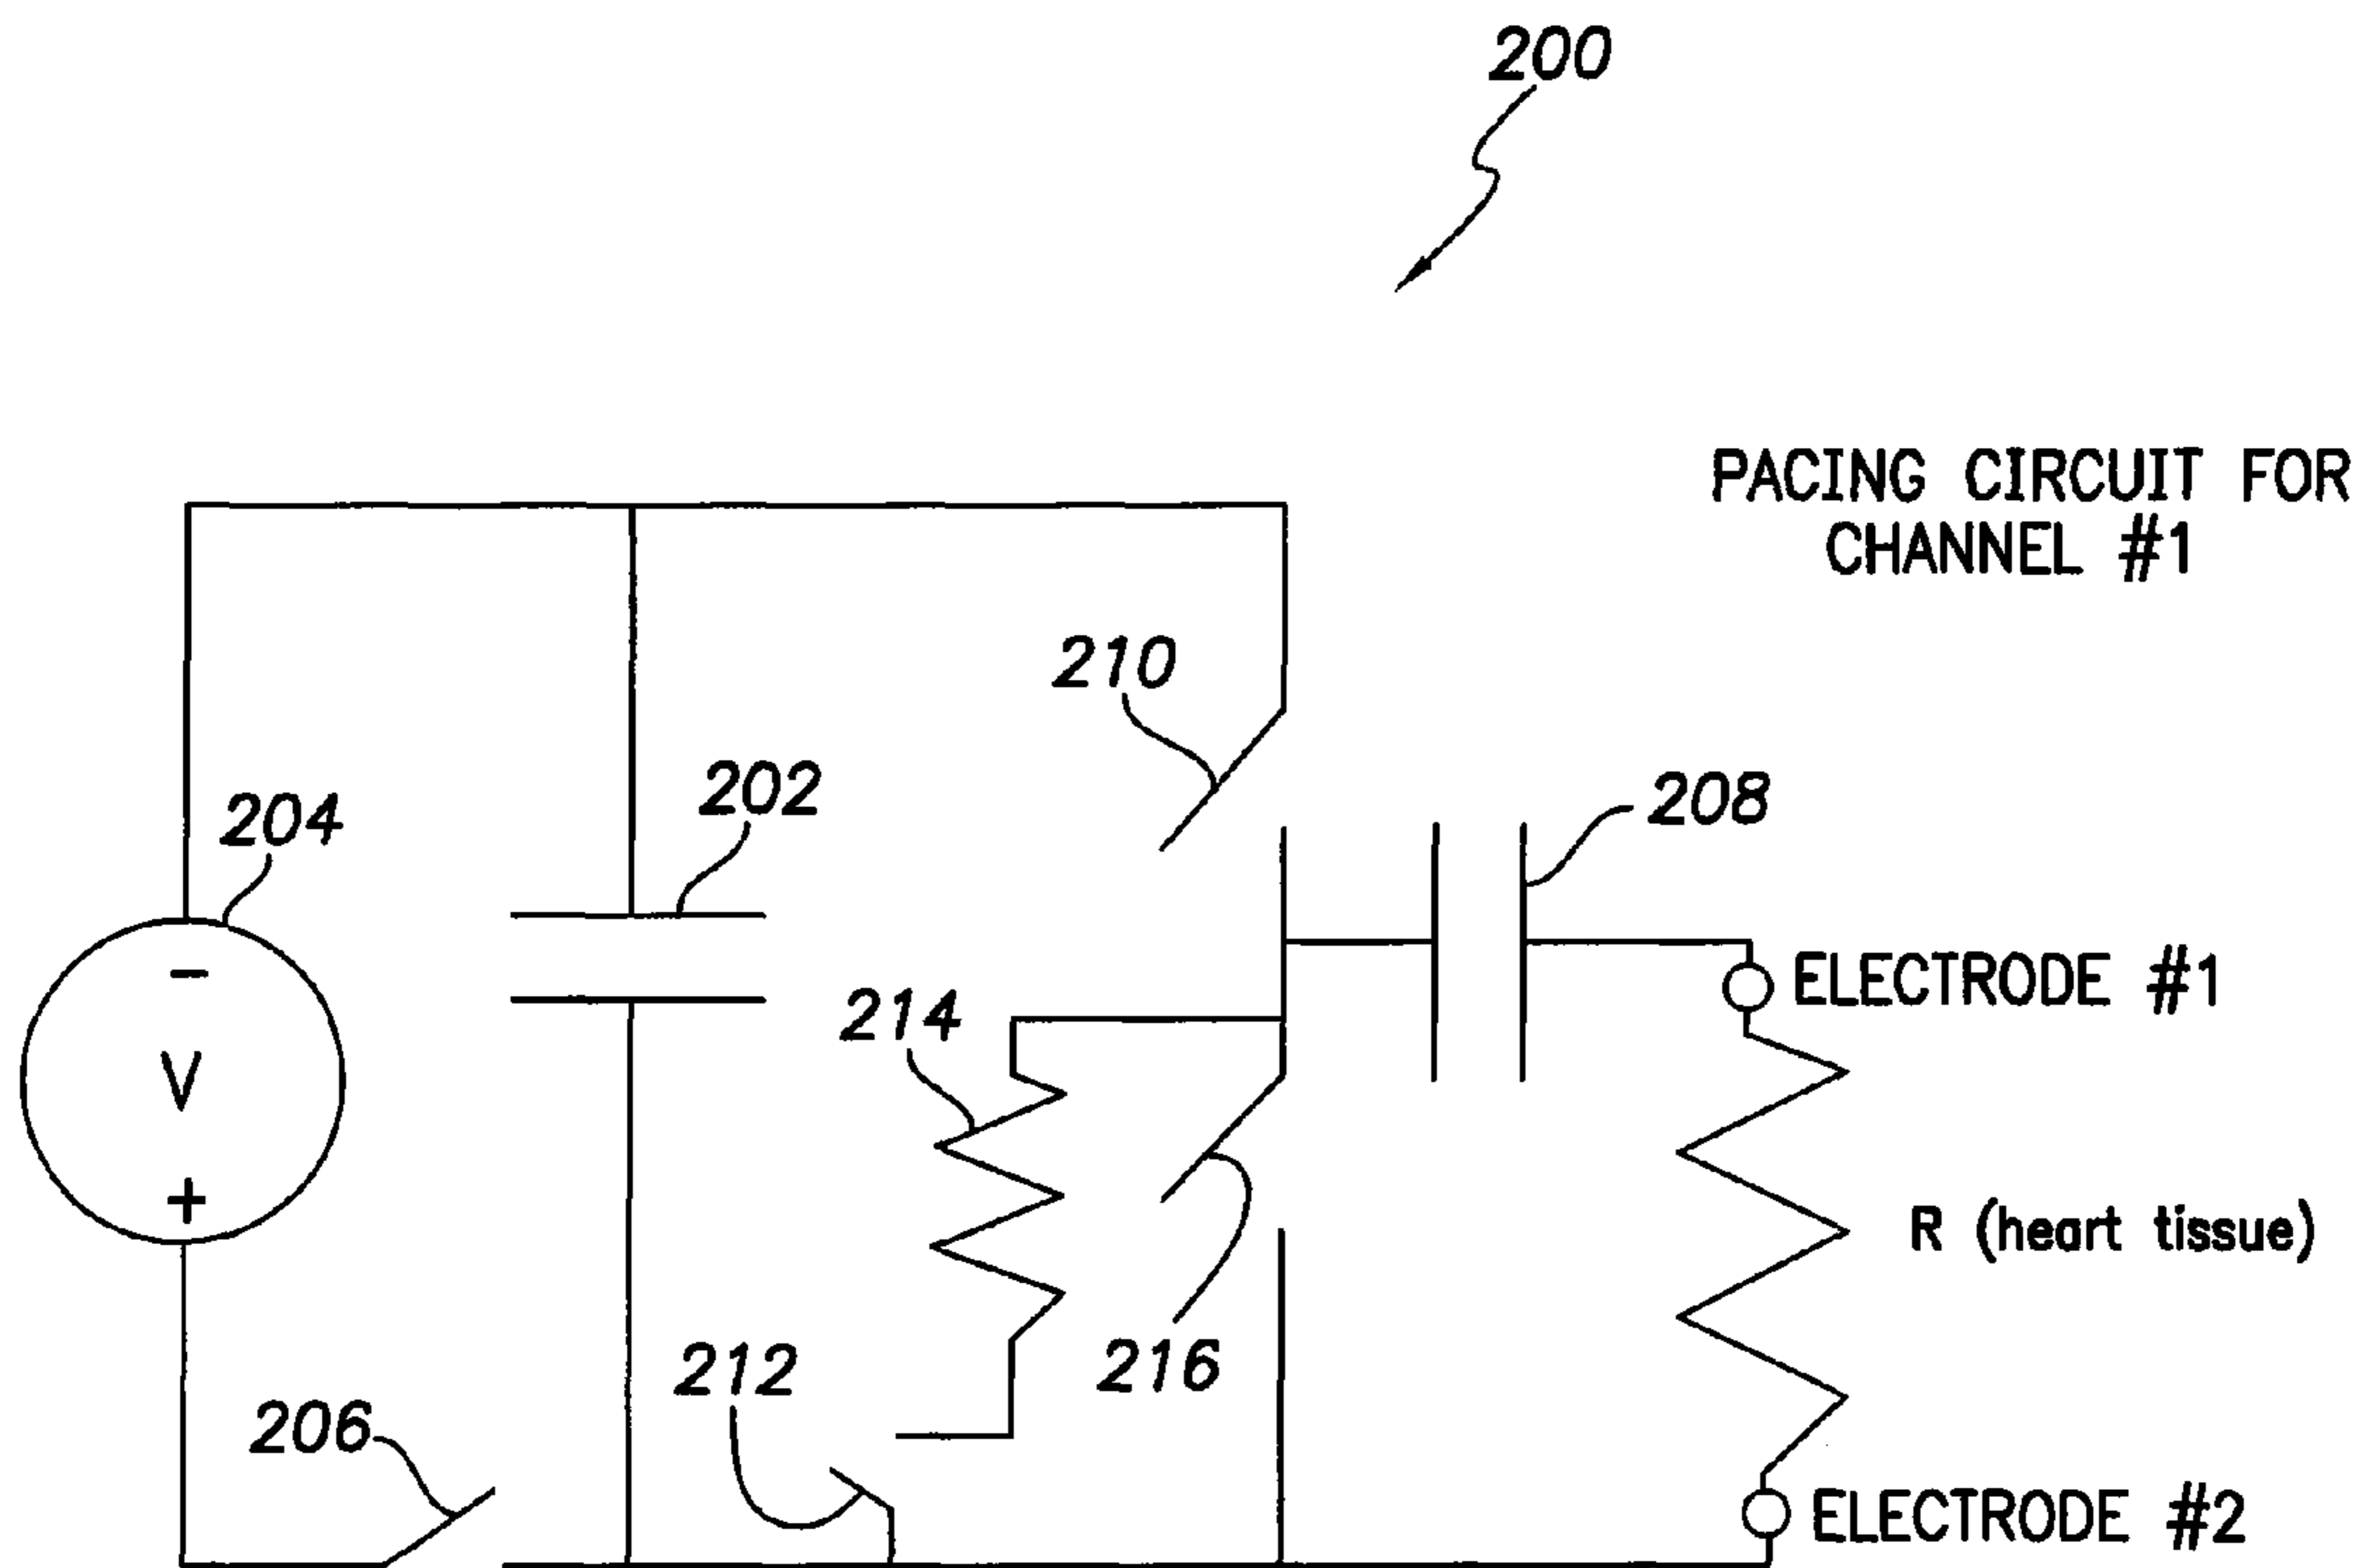 200
PACING CIRCUIT FOR
CHANNEL #1
210
202
208
204
-
ELECTRODE #1
214
V
+
R (heart tissue)
212
216
206
ELECTRODE #2